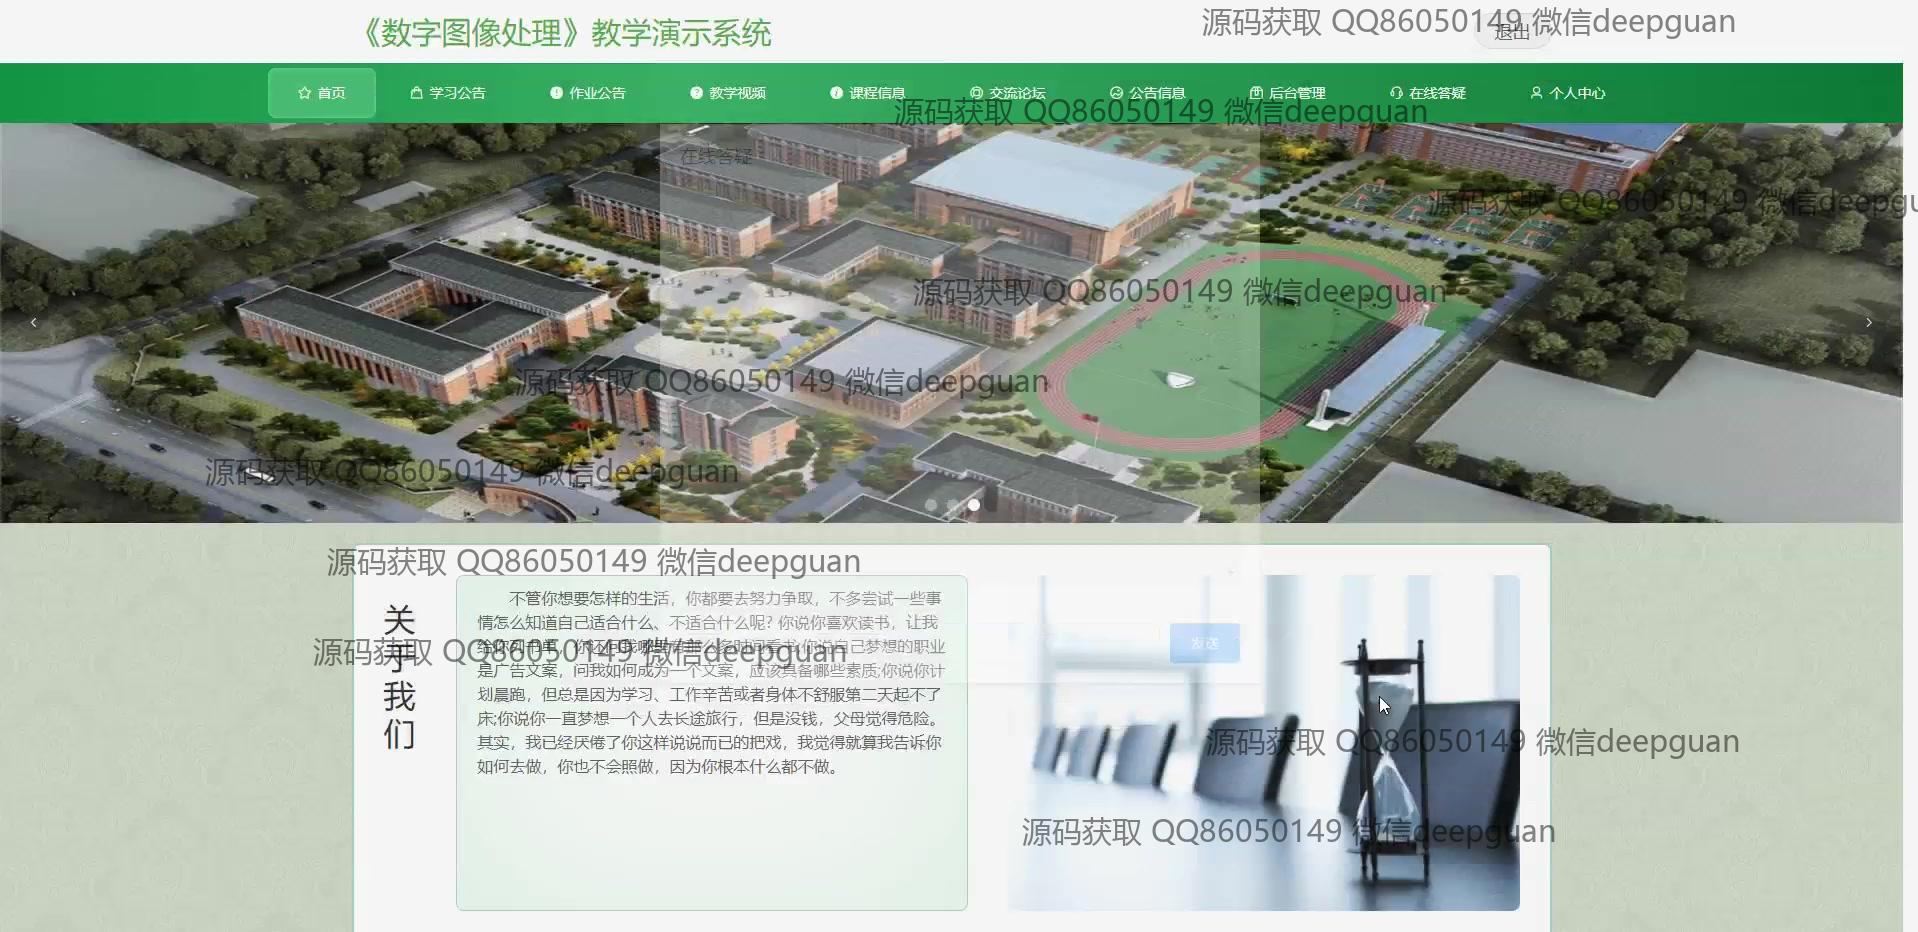 《数字图像处理》教学演示系统
源码获取 QQ86050149 微信deepguan
退出
首页
学习公告
作业公告
教学视频
课程信息
交流论坛
公告信息
后台管理
在线答疑
个人中心
源码获取 QQ86050149 微信deepguan
在线答疑
源码获取 QQ86050149 微信deepgu
源码获取 QQ86050149 微信deepguan
源码获取 QQ86050149 微信deepguan
源码获取 QQ86050149 微信deepguan
源码获取 QQ86050149 微信deepguan
关于我们
不管你想要怎样的生活，你都要去努力争取，不多尝试一些事
情怎么知道自己适合什么、不适合什么呢? 你说你喜欢读书，让我
给你列书单，你还问我哪里有那么多时间看书;你说自己梦想的职业
是广告文案，问我如何成为一个文案，应该具备哪些素质;你说你计
划晨跑，但总是因为学习、工作辛苦或者身体不舒服第二天起不了
床;你说你一直梦想一个人去长途旅行，但是没钱，父母觉得危险。
其实，我已经厌倦了你这样说说而已的把戏，我觉得就算我告诉你
如何去做，你也不会照做，因为你根本什么都不做。
源码获取 QQ86050149 微信deepguan
发送
源码获取 QQ86050149 微信deepguan
源码获取 QQ86050149 微信deepguan